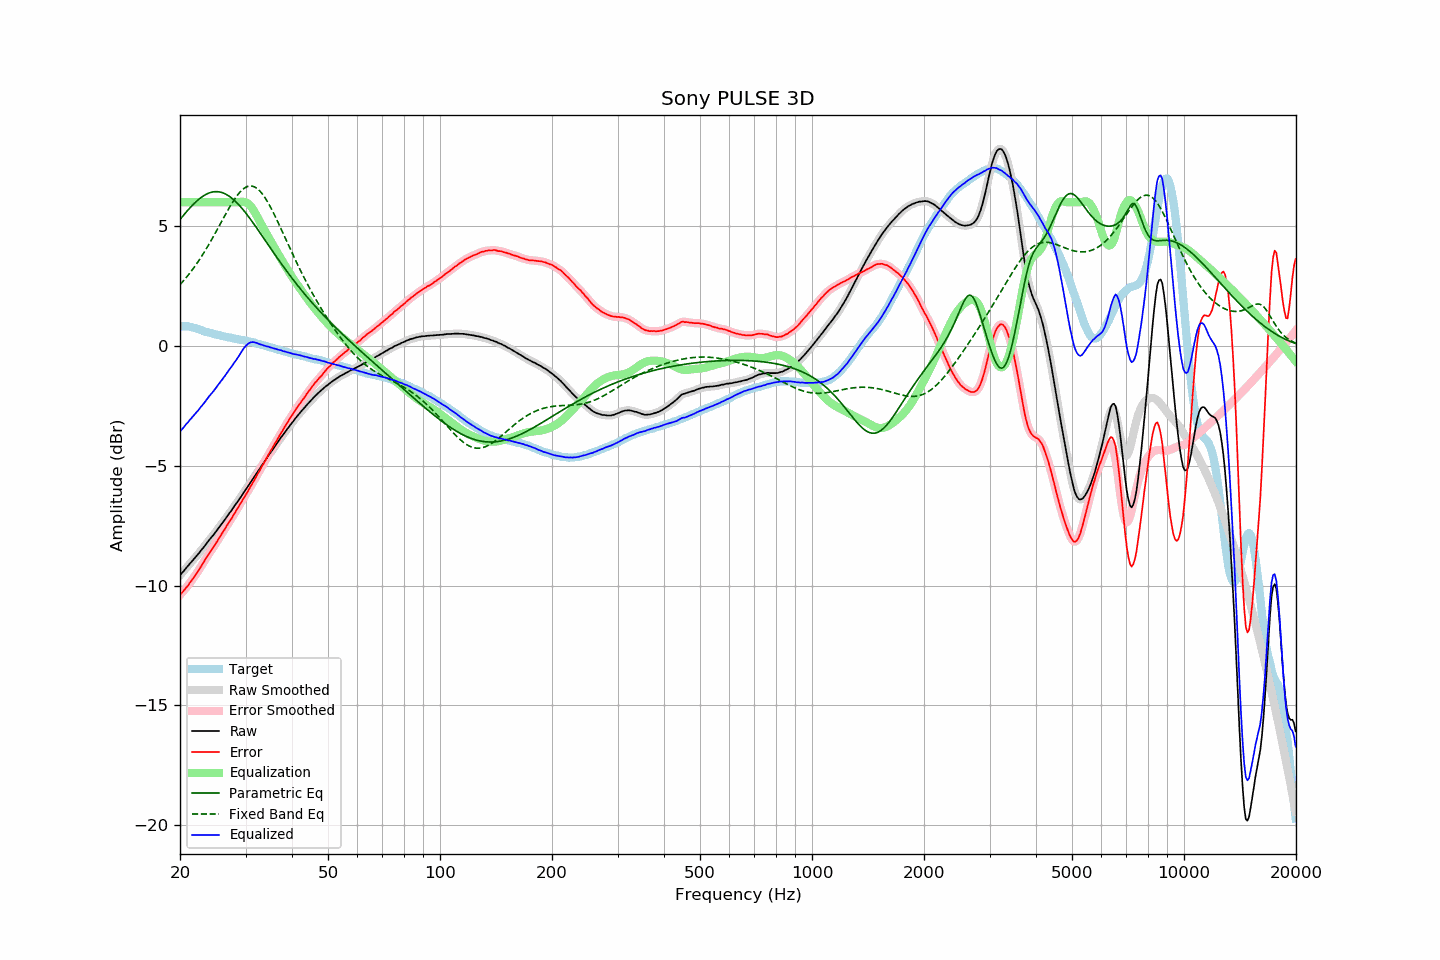 Sony PULSE 3D
Amplitude (dBr)
5
0
−5
−10
−15
−20
Target
Raw Smoothed
Error Smoothed
Raw
Error
Equalization
Parametric Eq
Fixed Band Eq
Equalized
20 50 100 200 500 1000 2000 5000 10000 20000
Frequency (Hz)